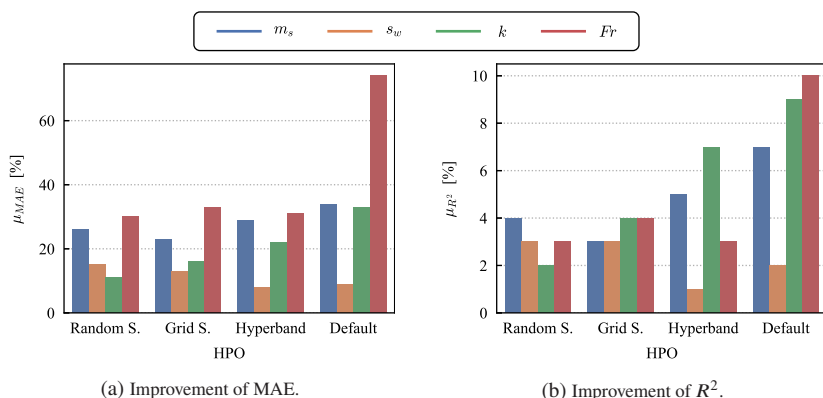 m_s s_w k Fr
μ_MAE [%]
60
40
20
0
Random S. Grid S. Hyperband Default
HPO
(a) Improvement of MAE.
μ_R² [%]
10
8
6
4
2
0
Random S. Grid S. Hyperband Default
HPO
(b) Improvement of R².